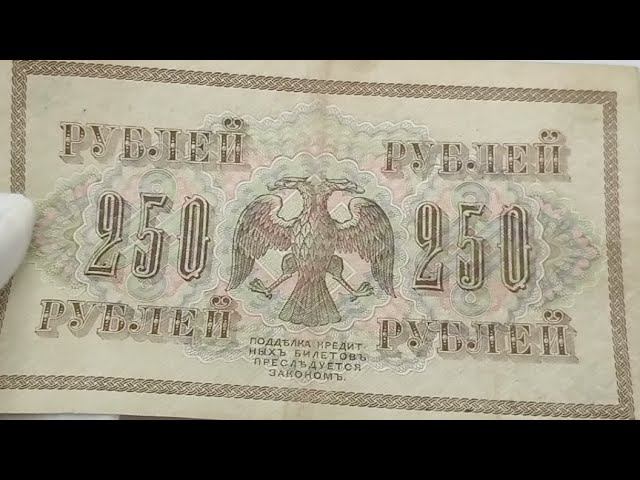 РУБЛЕЙ РУБЛЕЙ
250 250
РУБЛЕЙ РУБЛЕЙ
ПОДДѢЛКА КРЕДИТ-
НЫХЪ БИЛЕТОВЪ
ПРЕСЛѢДУЕТСЯ
ЗАКОНОМЪ.